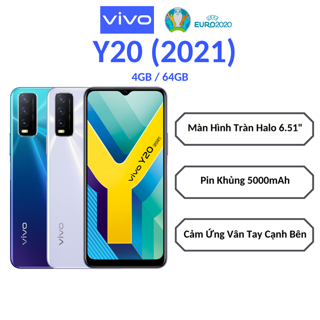 vivo
EURO2020
Y20 (2021)
4GB / 64GB
Màn Hình Tràn Halo 6.51"
Pin Khủng 5000mAh
Cảm Ứng Vân Tay Cạnh Bên
vivo
vivo
vivo Y20